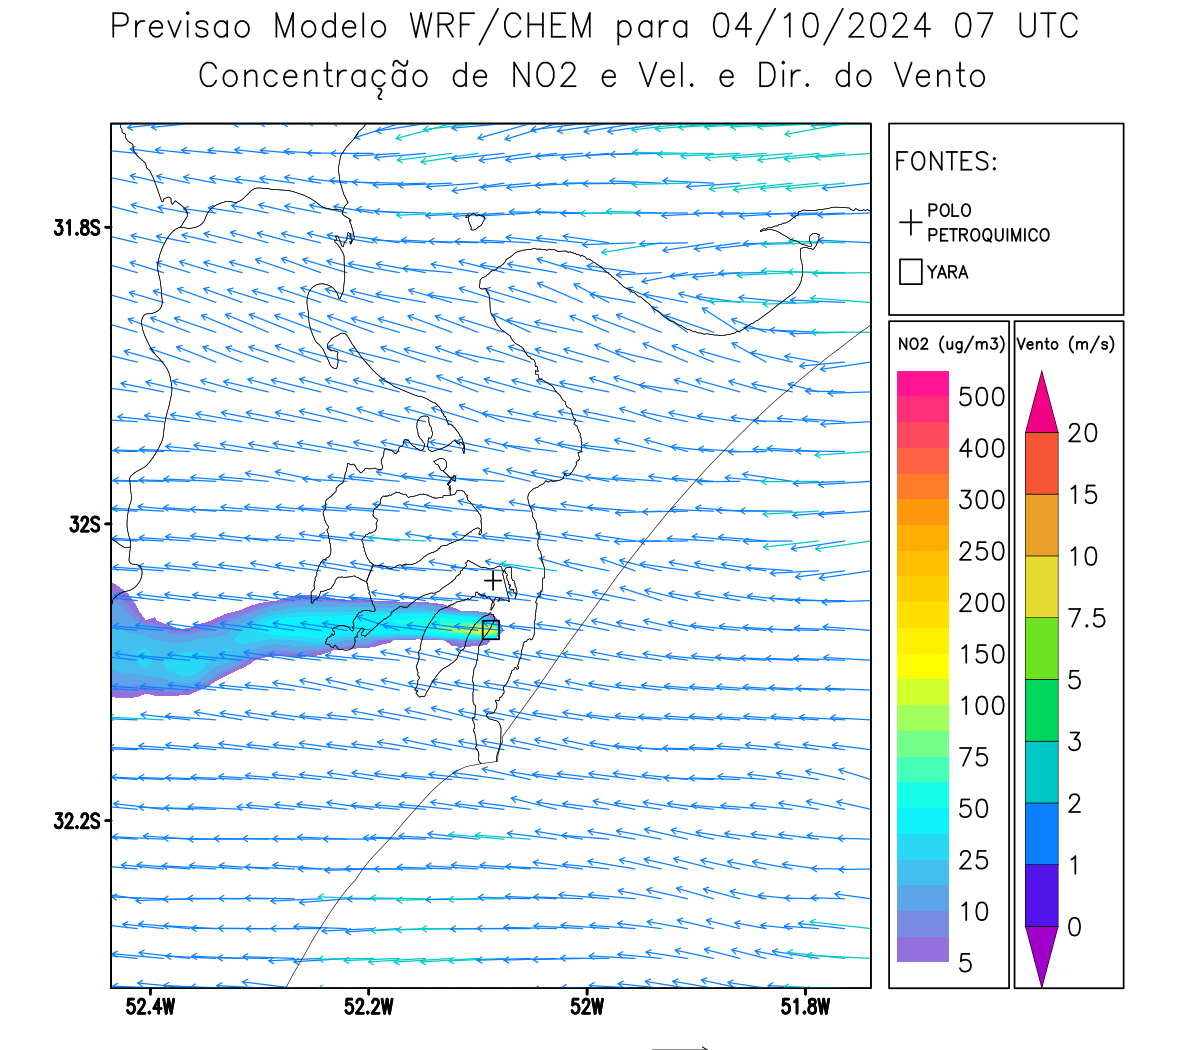 Previsao Modelo WRF/CHEM para 04/10/2024 07 UTC
Concentração de NO2 e Vel. e Dir. do Vento
FONTES:
POLO
PETROQUIMICO
YARA
31.8S
32S
32.2S
52.4W
52.2W
52W
51.8W
NO2 (ug/m3)
500
400
300
250
200
150
100
75
50
25
10
5
Vento (m/s)
20
15
10
7.5
5
3
2
1
0